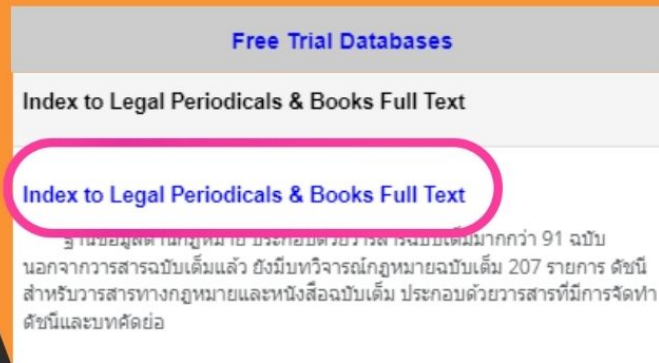 Free Trial Databases
Index to Legal Periodicals & Books Full Text
Index to Legal Periodicals & Books Full Text
ฐานข้อมูลด้านกฎหมาย ประกอบด้วยวารสารฉบับเต็มมากกว่า 91 ฉบับ
นอกจากวารสารฉบับเต็มแล้ว ยังมีบทวิจารณ์กฎหมายฉบับเต็ม 207 รายการ ดัชนี
สำหรับวารสารทางกฎหมายและหนังสือฉบับเต็ม ประกอบด้วยวารสารที่มีการจัดทำ
ดัชนีและบทคัดย่อ